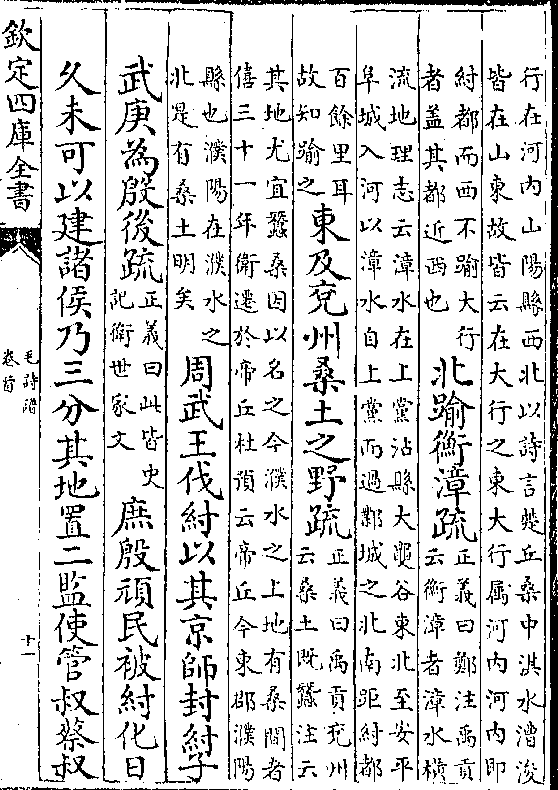 行在河内山陽縣西北以詩言楚丘桑中淇水漕浚
皆在山東故皆云在大行之東大行属河内河内即
紂都而西不踰大行
者盖其都近西也
北踰衡漳疏
正義曰鄭注禹貢
云衡漳者漳水橫
流地理志云漳水在上黨沾縣大黽谷東北至安平
阜城入河以漳水自上黨而過鄴城之北南距紂都
百餘里耳
故知踰之
東及兖州桑土之野疏
正義曰禹貢兖州
云桑土既蠶注云
其地尤宜蠶桑因以名之今濮水之上地有桑間者
僖三十一年衛遷於帝丘杜預云帝丘今東郡濮陽
縣也濮陽在濮水之
北是有桑土明矣
周武王伐紂以其京師封紂子
武庚為殷後疏
正義曰此皆史
記衛世家文
庶殷頑民被紂化日
久未可以建諸侯乃三分其地置二監使管叔蔡叔
欽定四庫全書
毛詩譜
卷首
十一